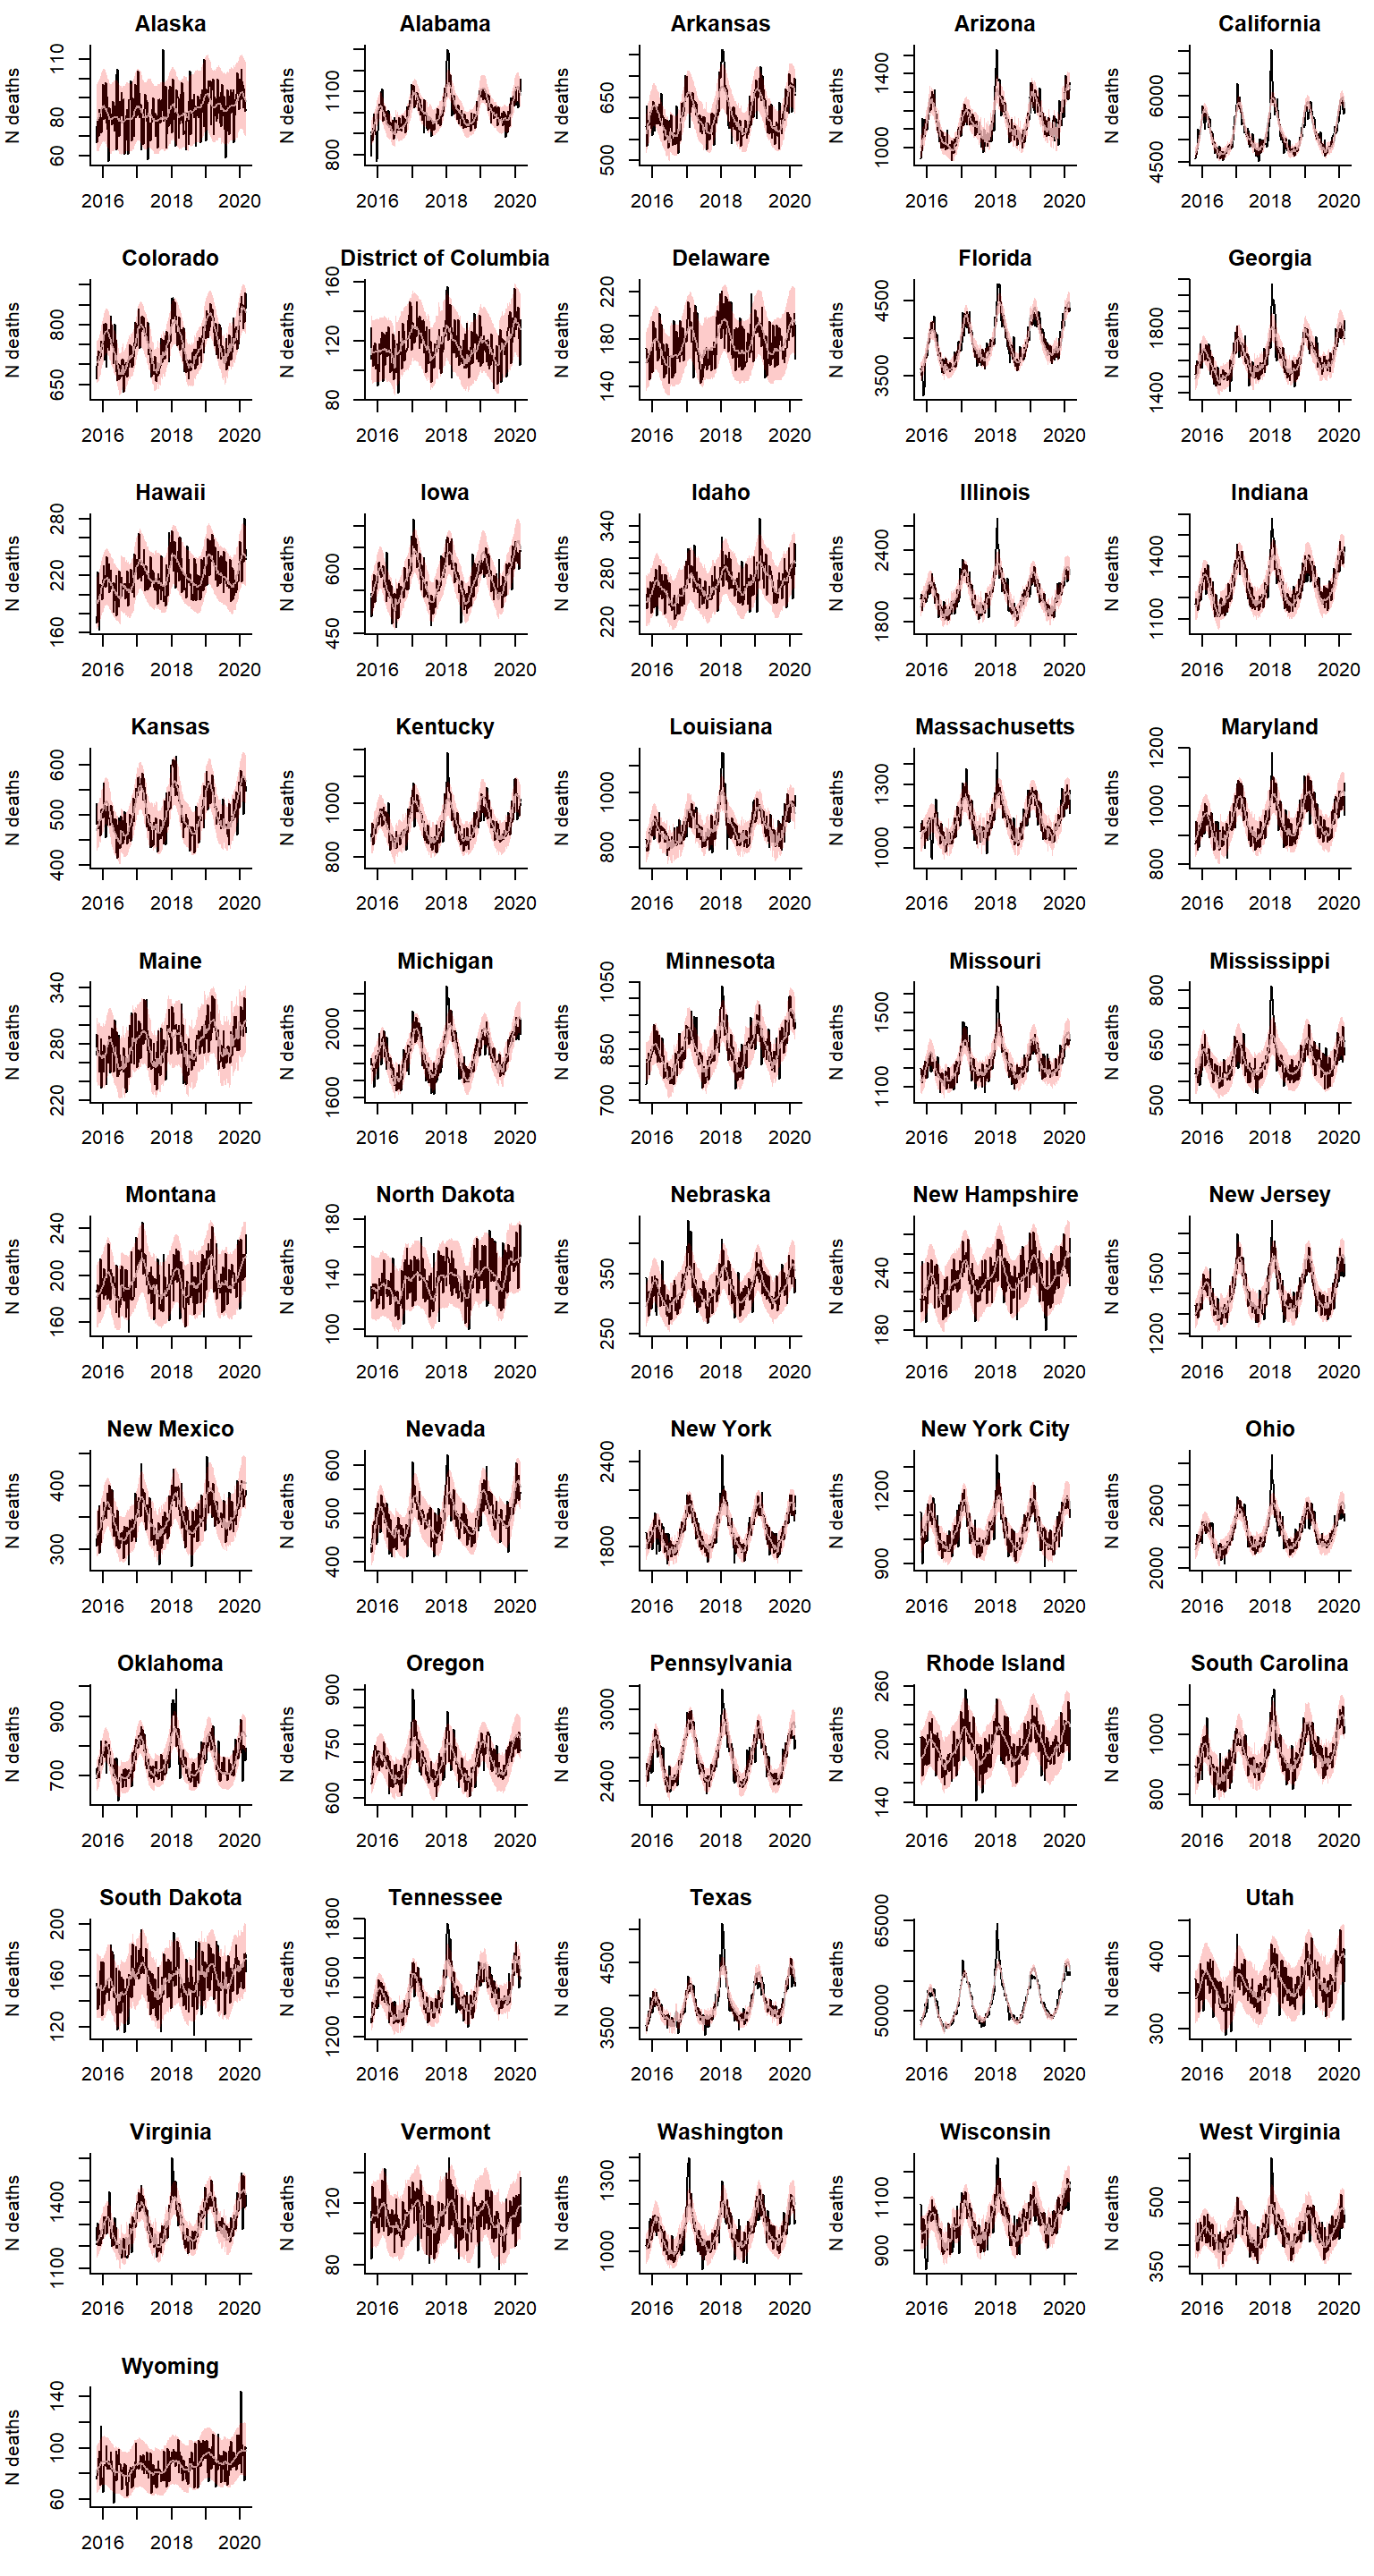 Alaska
N deaths
60 80 110
2016 2018 2020
Alabama
N deaths
800 1100
2016 2018 2020
Arkansas
N deaths
500 650
2016 2018 2020
Arizona
N deaths
1000 1400
2016 2018 2020
California
N deaths
4500 6000
2016 2018 2020
Colorado
N deaths
650 800
2016 2018 2020
District of Columbia
N deaths
80 120 160
2016 2018 2020
Delaware
N deaths
140 180 220
2016 2018 2020
Florida
N deaths
3500 4500
2016 2018 2020
Georgia
N deaths
1400 1800
2016 2018 2020
Hawaii
N deaths
160 220 280
2016 2018 2020
Iowa
N deaths
450 600
2016 2018 2020
Idaho
N deaths
220 280 340
2016 2018 2020
Illinois
N deaths
1800 2400
2016 2018 2020
Indiana
N deaths
1100 1400
2016 2018 2020
Kansas
N deaths
400 500 600
2016 2018 2020
Kentucky
N deaths
800 1000
2016 2018 2020
Louisiana
N deaths
800 1000
2016 2018 2020
Massachusetts
N deaths
1000 1300
2016 2018 2020
Maryland
N deaths
800 1000 1200
2016 2018 2020
Maine
N deaths
220 280 340
2016 2018 2020
Michigan
N deaths
1600 2000
2016 2018 2020
Minnesota
N deaths
700 850 1050
2016 2018 2020
Missouri
N deaths
1100 1500
2016 2018 2020
Mississippi
N deaths
500 650 800
2016 2018 2020
Montana
N deaths
160 200 240
2016 2018 2020
North Dakota
N deaths
100 140 180
2016 2018 2020
Nebraska
N deaths
250 350
2016 2018 2020
New Hampshire
N deaths
180 240
2016 2018 2020
New Jersey
N deaths
1200 1500
2016 2018 2020
New Mexico
N deaths
300 400
2016 2018 2020
Nevada
N deaths
400 500 600
2016 2018 2020
New York
N deaths
1800 2400
2016 2018 2020
New York City
N deaths
900 1200
2016 2018 2020
Ohio
N deaths
2000 2600
2016 2018 2020
Oklahoma
N deaths
700 900
2016 2018 2020
Oregon
N deaths
600 750 900
2016 2018 2020
Pennsylvania
N deaths
2400 3000
2016 2018 2020
Rhode Island
N deaths
140 200 260
2016 2018 2020
South Carolina
N deaths
800 1000
2016 2018 2020
South Dakota
N deaths
120 160 200
2016 2018 2020
Tennessee
N deaths
1200 1500 1800
2016 2018 2020
Texas
N deaths
3500 4500
2016 2018 2020
N deaths
50000 65000
2016 2018 2020
Utah
N deaths
300 400
2016 2018 2020
Virginia
N deaths
1100 1400
2016 2018 2020
Vermont
N deaths
80 120
2016 2018 2020
Washington
N deaths
1000 1300
2016 2018 2020
Wisconsin
N deaths
900 1100
2016 2018 2020
West Virginia
N deaths
350 500
2016 2018 2020
Wyoming
N deaths
60 100 140
2016 2018 2020